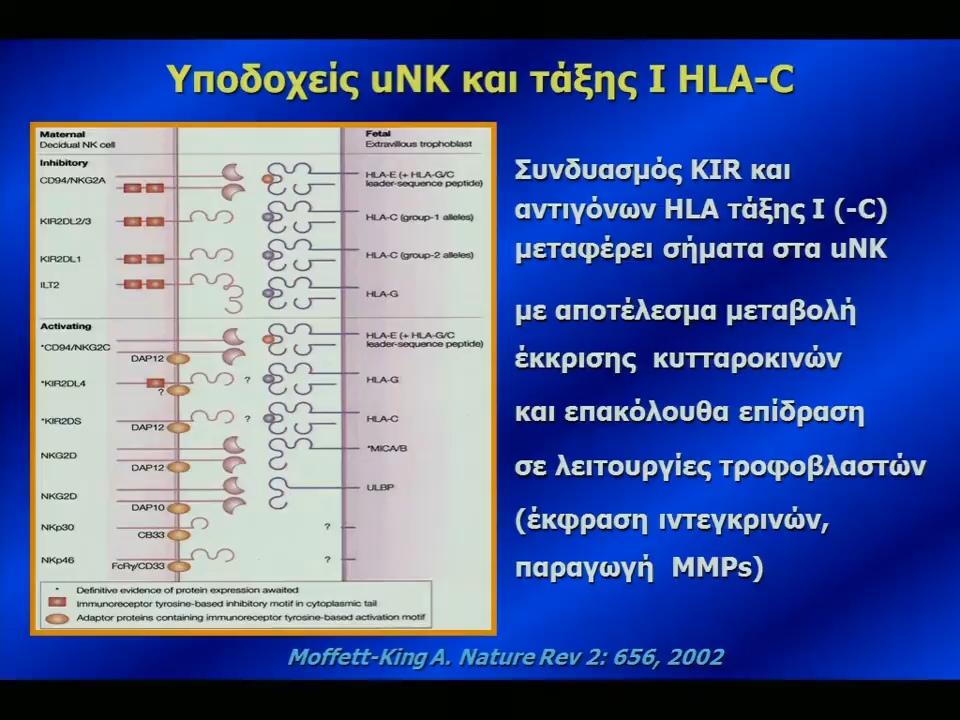 Υποδοχείς uNK και τάξης I HLA-C
Maternal
Decidual NK cell
Fetal
Extravillous trophoblast
Inhibitory
CD94/NKG2A
HLA-E (+ HLA-G/C
leader-sequence peptide)
KIR2DL2/3
HLA-C (group-1 alleles)
KIR2DL1
HLA-C (group-2 alleles)
ILT2
HLA-G
Activating
*CD94/NKG2C
DAP12
HLA-E (+ HLA-G/C
leader-sequence peptide)
*KIR2DL4
?
?
HLA-G
*KIR2DS
DAP12
?
HLA-C
NKG2D
DAP12
*MICA/B
NKG2D
DAP10
ULBP
NKp30
CB33
?
NKp46
FcRγ/CD33
?
* Definitive evidence of protein expression awaited
Immunoreceptor tyrosine-based inhibitory motif in cytoplasmic tail
Adaptor proteins containing immunoreceptor tyrosine-based activation motif
Συνδυασμός KIR και
αντιγόνων HLA τάξης I (-C)
μεταφέρει σήματα στα uNK
με αποτέλεσμα μεταβολή
έκκρισης κυτταροκινών
και επακόλουθα επίδραση
σε λειτουργίες τροφοβλαστών
(έκφραση ιντεγκρινών,
παραγωγή MMPs)
Moffett-King A. Nature Rev 2: 656, 2002